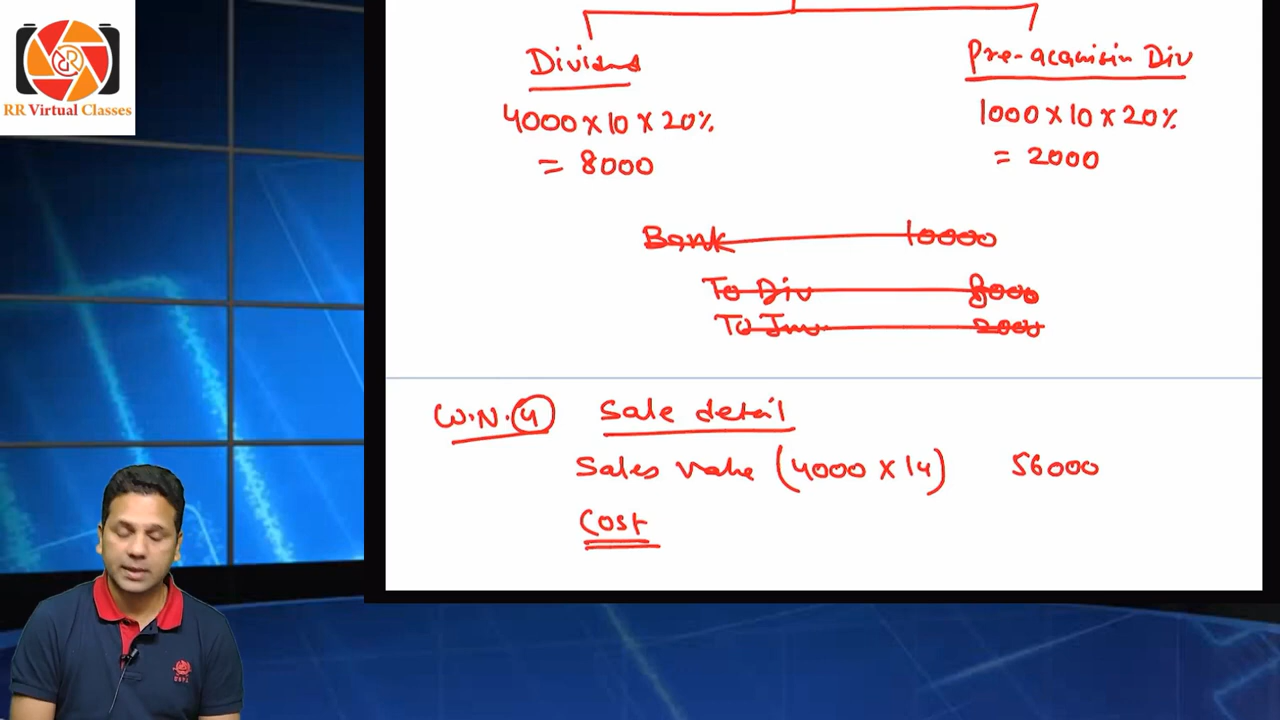 RR
RR Virtual Classes
Dividend
4000 x 10 x 20%
= 8000
Pre-acquisition Div
1000 x 10 x 20%
= 2000
Bank 10000
To Div 8000
To Inv. 2000
W.N. 4 Sale detail
Sales value (4000 x 14) 56000
Cost